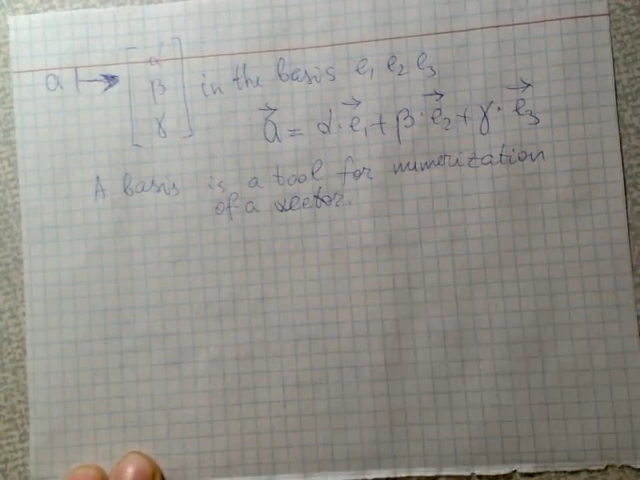 a ↦ [α β γ] in the basis e₁ e₂ e₃
a⃗ = α·e⃗₁ + β·e⃗₂ + γ·e⃗₃
A basis is a tool for numerization
of a vector.